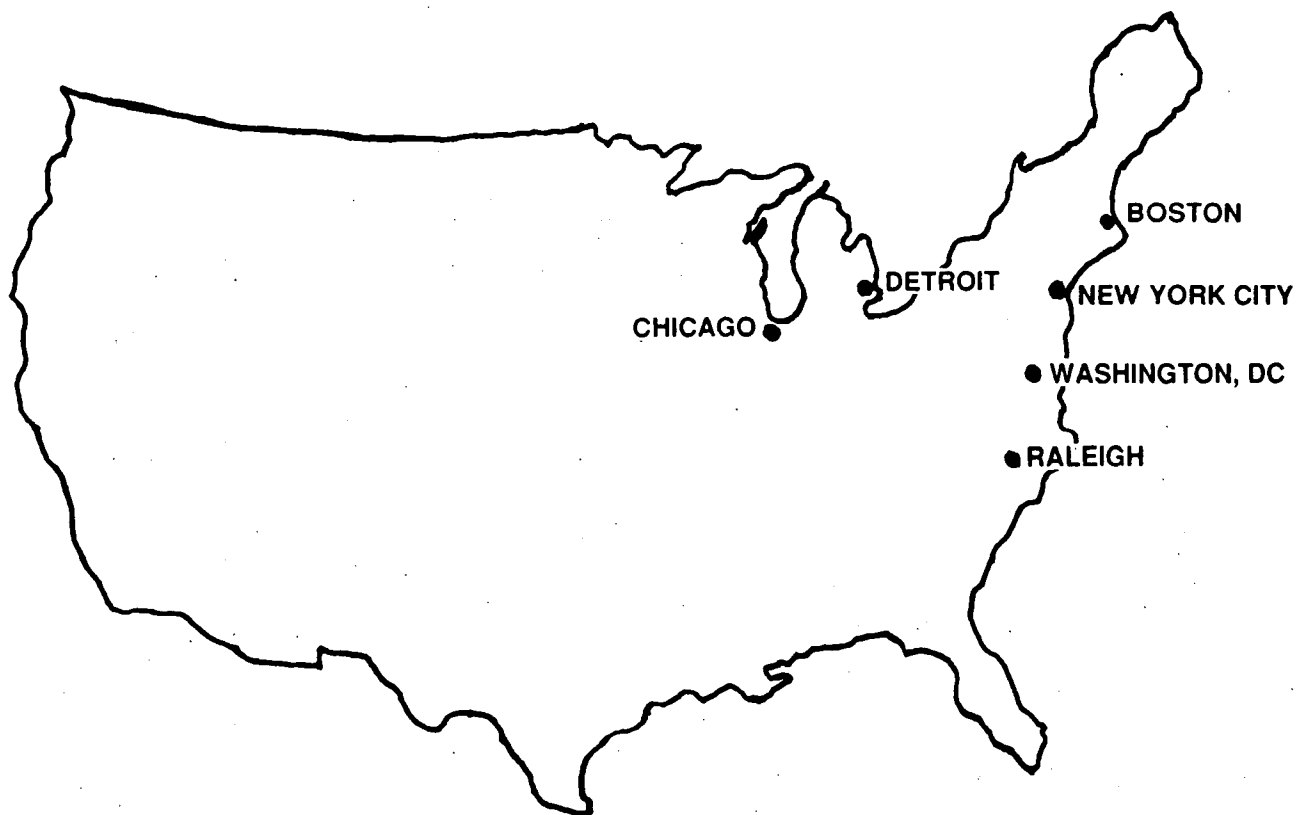 BOSTON
DETROIT
NEW YORK CITY
CHICAGO
WASHINGTON, DC
RALEIGH